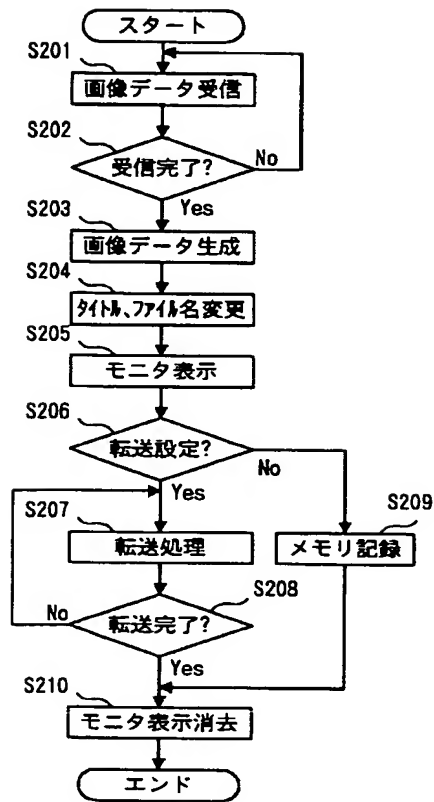 スタート
S201
画像データ受信
S202
受信完了?
No
Yes
S203
画像データ生成
S204
タイトル、ファイル名変更
S205
モニタ表示
S206
転送設定?
No
Yes
S207
転送処理
S209
メモリ記録
S208
転送完了?
No
Yes
S210
モニタ表示消去
エンド